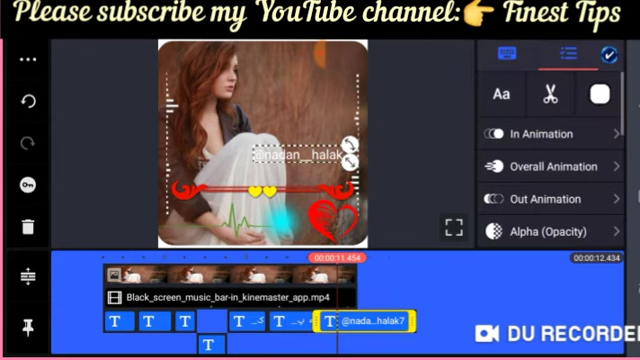 Please subscribe my YouTube channel:👉 Finest Tips
@nadan__halak
Aa
In Animation
Overall Animation
Out Animation
Alpha (Opacity)
00:00:11.454
00:00:12.434
Black_screen_music_bar-in_kinemaster_app.mp4
T
T
T
T
T
T
@nada...halak7
T
DU RECORDER